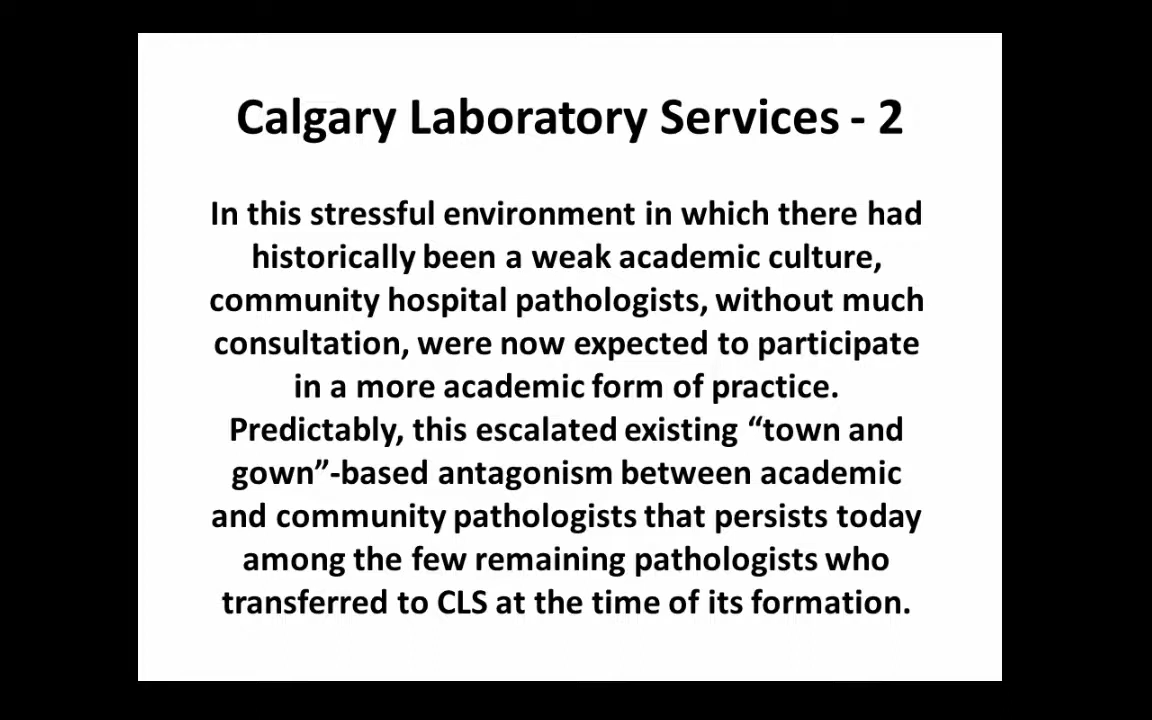 Calgary Laboratory Services - 2
In this stressful environment in which there had
historically been a weak academic culture,
community hospital pathologists, without much
consultation, were now expected to participate
in a more academic form of practice.
Predictably, this escalated existing “town and
gown”-based antagonism between academic
and community pathologists that persists today
among the few remaining pathologists who
transferred to CLS at the time of its formation.